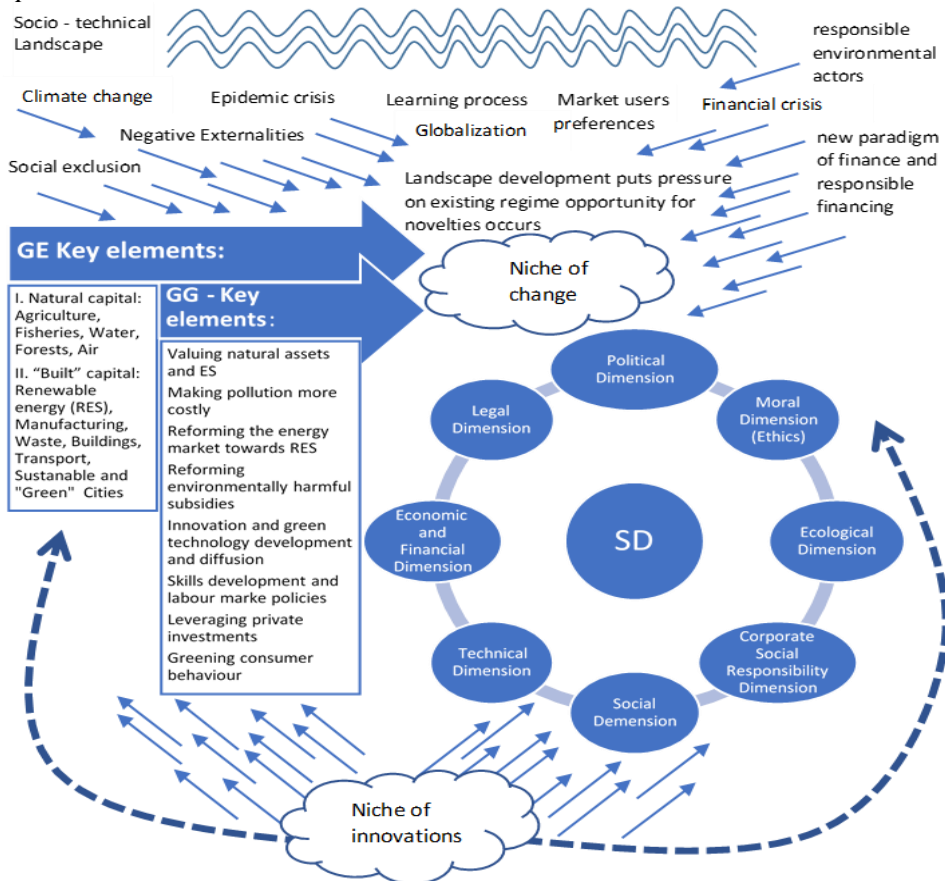 Socio - technical
Landscape
responsible
environmental
actors
Climate change
Epidemic crisis
Learning process
Market users
preferences
Financial crisis
Negative Externalities
Globalization
new paradigm
of finance and
responsible
financing
Social exclusion
Landscape development puts pressure
on existing regime opportunity for
novelties occurs
GE Key elements:
Niche of
change
I. Natural capital:
Agriculture,
Fisheries, Water,
Forests, Air
II. “Built” capital:
Renewable
energy (RES),
Manufacturing,
Waste, Buildings,
Transport,
Sustanable and
"Green" Cities
GG - Key
elements:
Valuing natural assets
and ES
Making pollution more
costly
Reforming the energy
market towards RES
Reforming
environmentally harmful
subsidies
Innovation and green
technology development
and diffusion
Skills development and
labour marke policies
Leveraging private
investments
Greening consumer
behaviour
Political
Dimension
Legal
Dimension
Moral
Dimension
(Ethics)
Economic
and
Financial
Dimension
SD
Ecological
Dimension
Technical
Dimension
Corporate
Social
Responsibility
Dimension
Social
Demension
Niche of
innovations